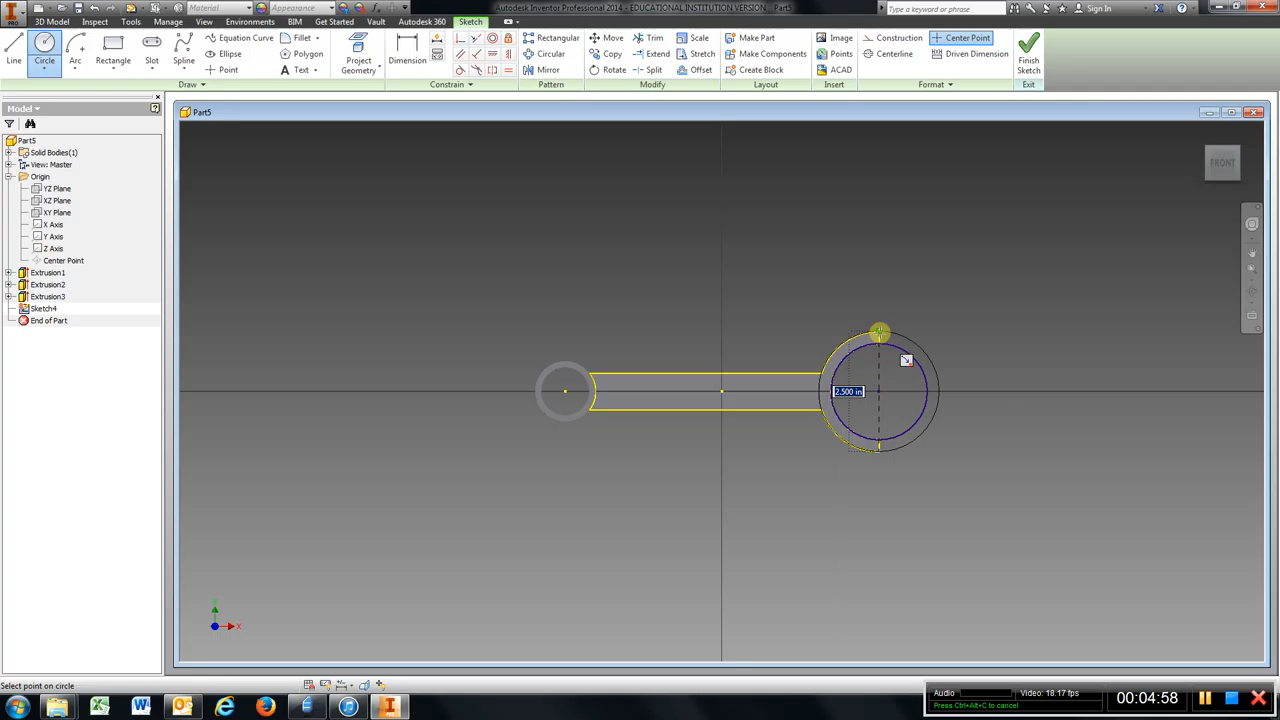 Material
Appearance
Autodesk Inventor Professional 2014 - EDUCATIONAL INSTITUTION VERSION Part5
Type a keyword or phrase
Sign In
PRO
3D Model
Inspect
Tools
Manage
View
Environments
BIM
Get Started
Vault
Autodesk 360
Sketch
Line
Circle
Arc
Rectangle
Slot
Spline
Equation Curve
Ellipse
Point
Fillet
Polygon
Text
Project
Geometry
Dimension
Rectangular
Circular
Mirror
Move
Copy
Rotate
Trim
Extend
Split
Scale
Stretch
Offset
Make Part
Make Components
Create Block
Image
Points
ACAD
Construction
Centerline
Center Point
Driven Dimension
Finish
Sketch
Draw
Constrain
Pattern
Modify
Layout
Insert
Format
Exit
Model
Part5
Solid Bodies(1)
View: Master
Origin
YZ Plane
XZ Plane
XY Plane
X Axis
Y Axis
Z Axis
Center Point
Extrusion1
Extrusion2
Extrusion3
Sketch4
End of Part
Part5
FRONT
2.500 in
Y
X
Select point on circle
Audio
Video: 18.17 fps
Press Ctrl+Alt+C to cancel
00:04:58